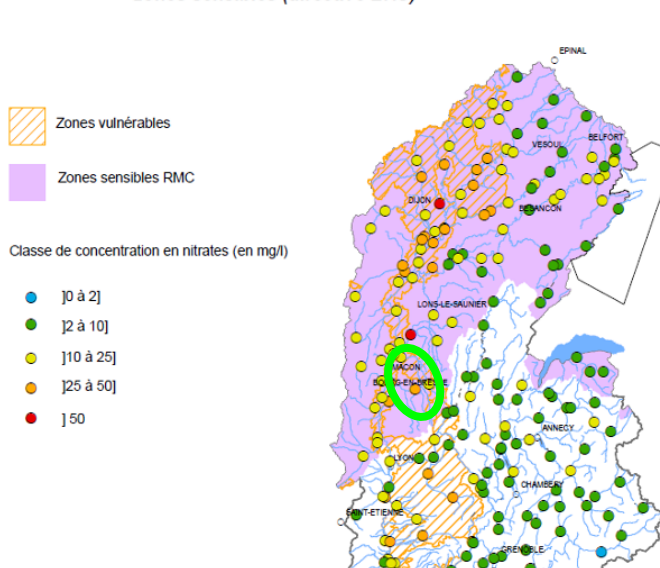 EPINAL
Zones vulnérables
BELFORT
VESOUL
Zones sensibles RMC
DIJON
BESANCON
Classe de concentration en nitrates (en mg/l)
]0 à 2]
LONS-LE-SAUNIER
]2 à 10]
]10 à 25]
MACON
]25 à 50]
BOURG-EN-BRESSE
] 50
ANNECY
LYON
CHAMBERY
SAINT-ETIENNE
GRENOBLE